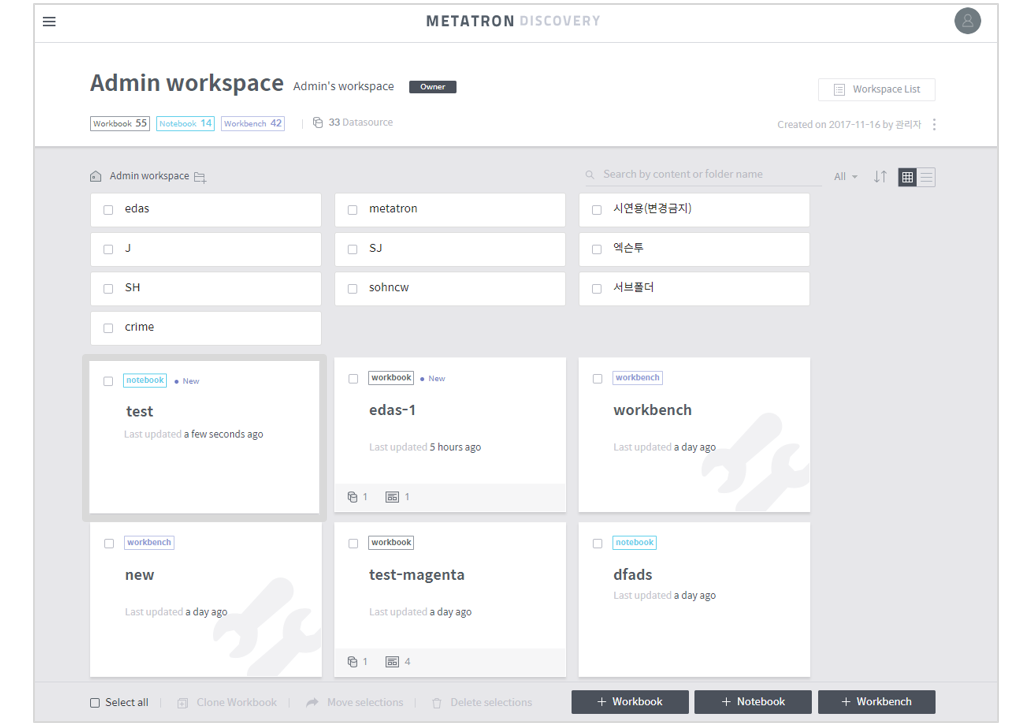 METATRON DISCOVERY
Admin workspace Admin's workspace Owner
Workspace List
Workbook 55 Notebook 14 Workbench 42 33 Datasource
Created on 2017-11-16 by 관리자
Admin workspace
Search by content or folder name
All
edas metatron 시연용(변경금지)
J SJ 엑슨투
SH sohncw 서브폴더
crime
notebook New
test
Last updated a few seconds ago
workbook New
edas-1
Last updated 5 hours ago
1 1
workbench
workbench
Last updated a day ago
workbench
new
Last updated a day ago
workbook
test-magenta
Last updated a day ago
1 4
notebook
dfads
Last updated a day ago
Select all Clone Workbook Move selections Delete selections + Workbook + Notebook + Workbench